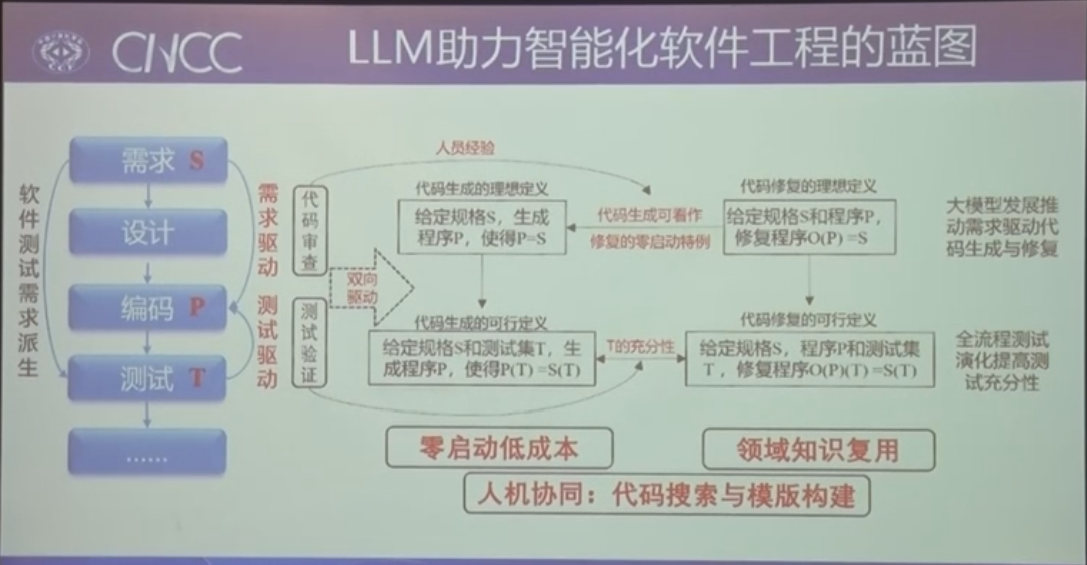 CNCC
LLM助力智能化软件工程的蓝图
软件测试需求派生
需求 S
设计
编码 P
测试 T
……
需求驱动
测试驱动
代码审查
测试验证
双向
驱动
人员经验
代码生成的理想定义
给定规格S，生成
程序P，使得P=S
代码生成可看作
修复的零启动特例
代码修复的理想定义
给定规格S和程序P，
修复程序O(P) =S
大模型发展推
动需求驱动代
码生成与修复
代码生成的可行定义
给定规格S和测试集T，生
成程序P，使得P(T) =S(T)
T的充分性
代码修复的可行定义
给定规格S，程序P和测试集
T，修复程序O(P)(T) =S(T)
全流程测试
演化提高测
试充分性
零启动低成本
领域知识复用
人机协同：代码搜索与模版构建